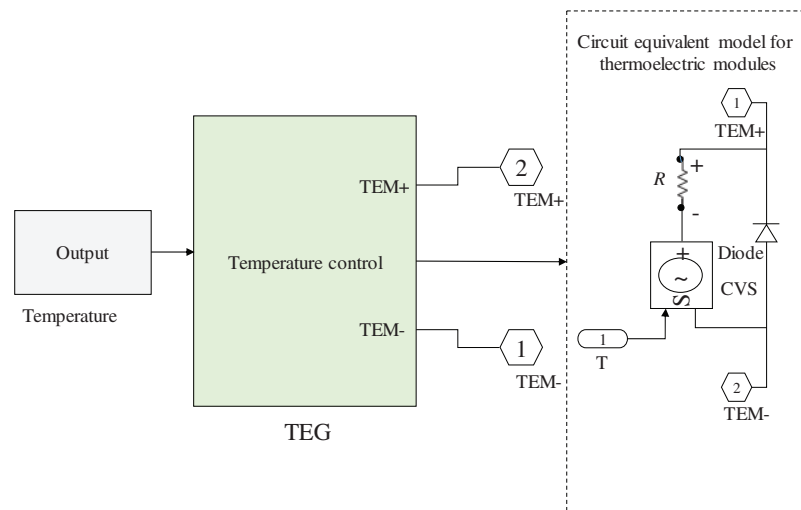 Circuit equivalent model for
thermoelectric modules
1
TEM+
R
+
-
Diode
+
~
S
CVS
1
T
2
TEM-
TEM+
2
TEM+
Output
Temperature
Temperature control
TEM-
1
TEM-
TEG